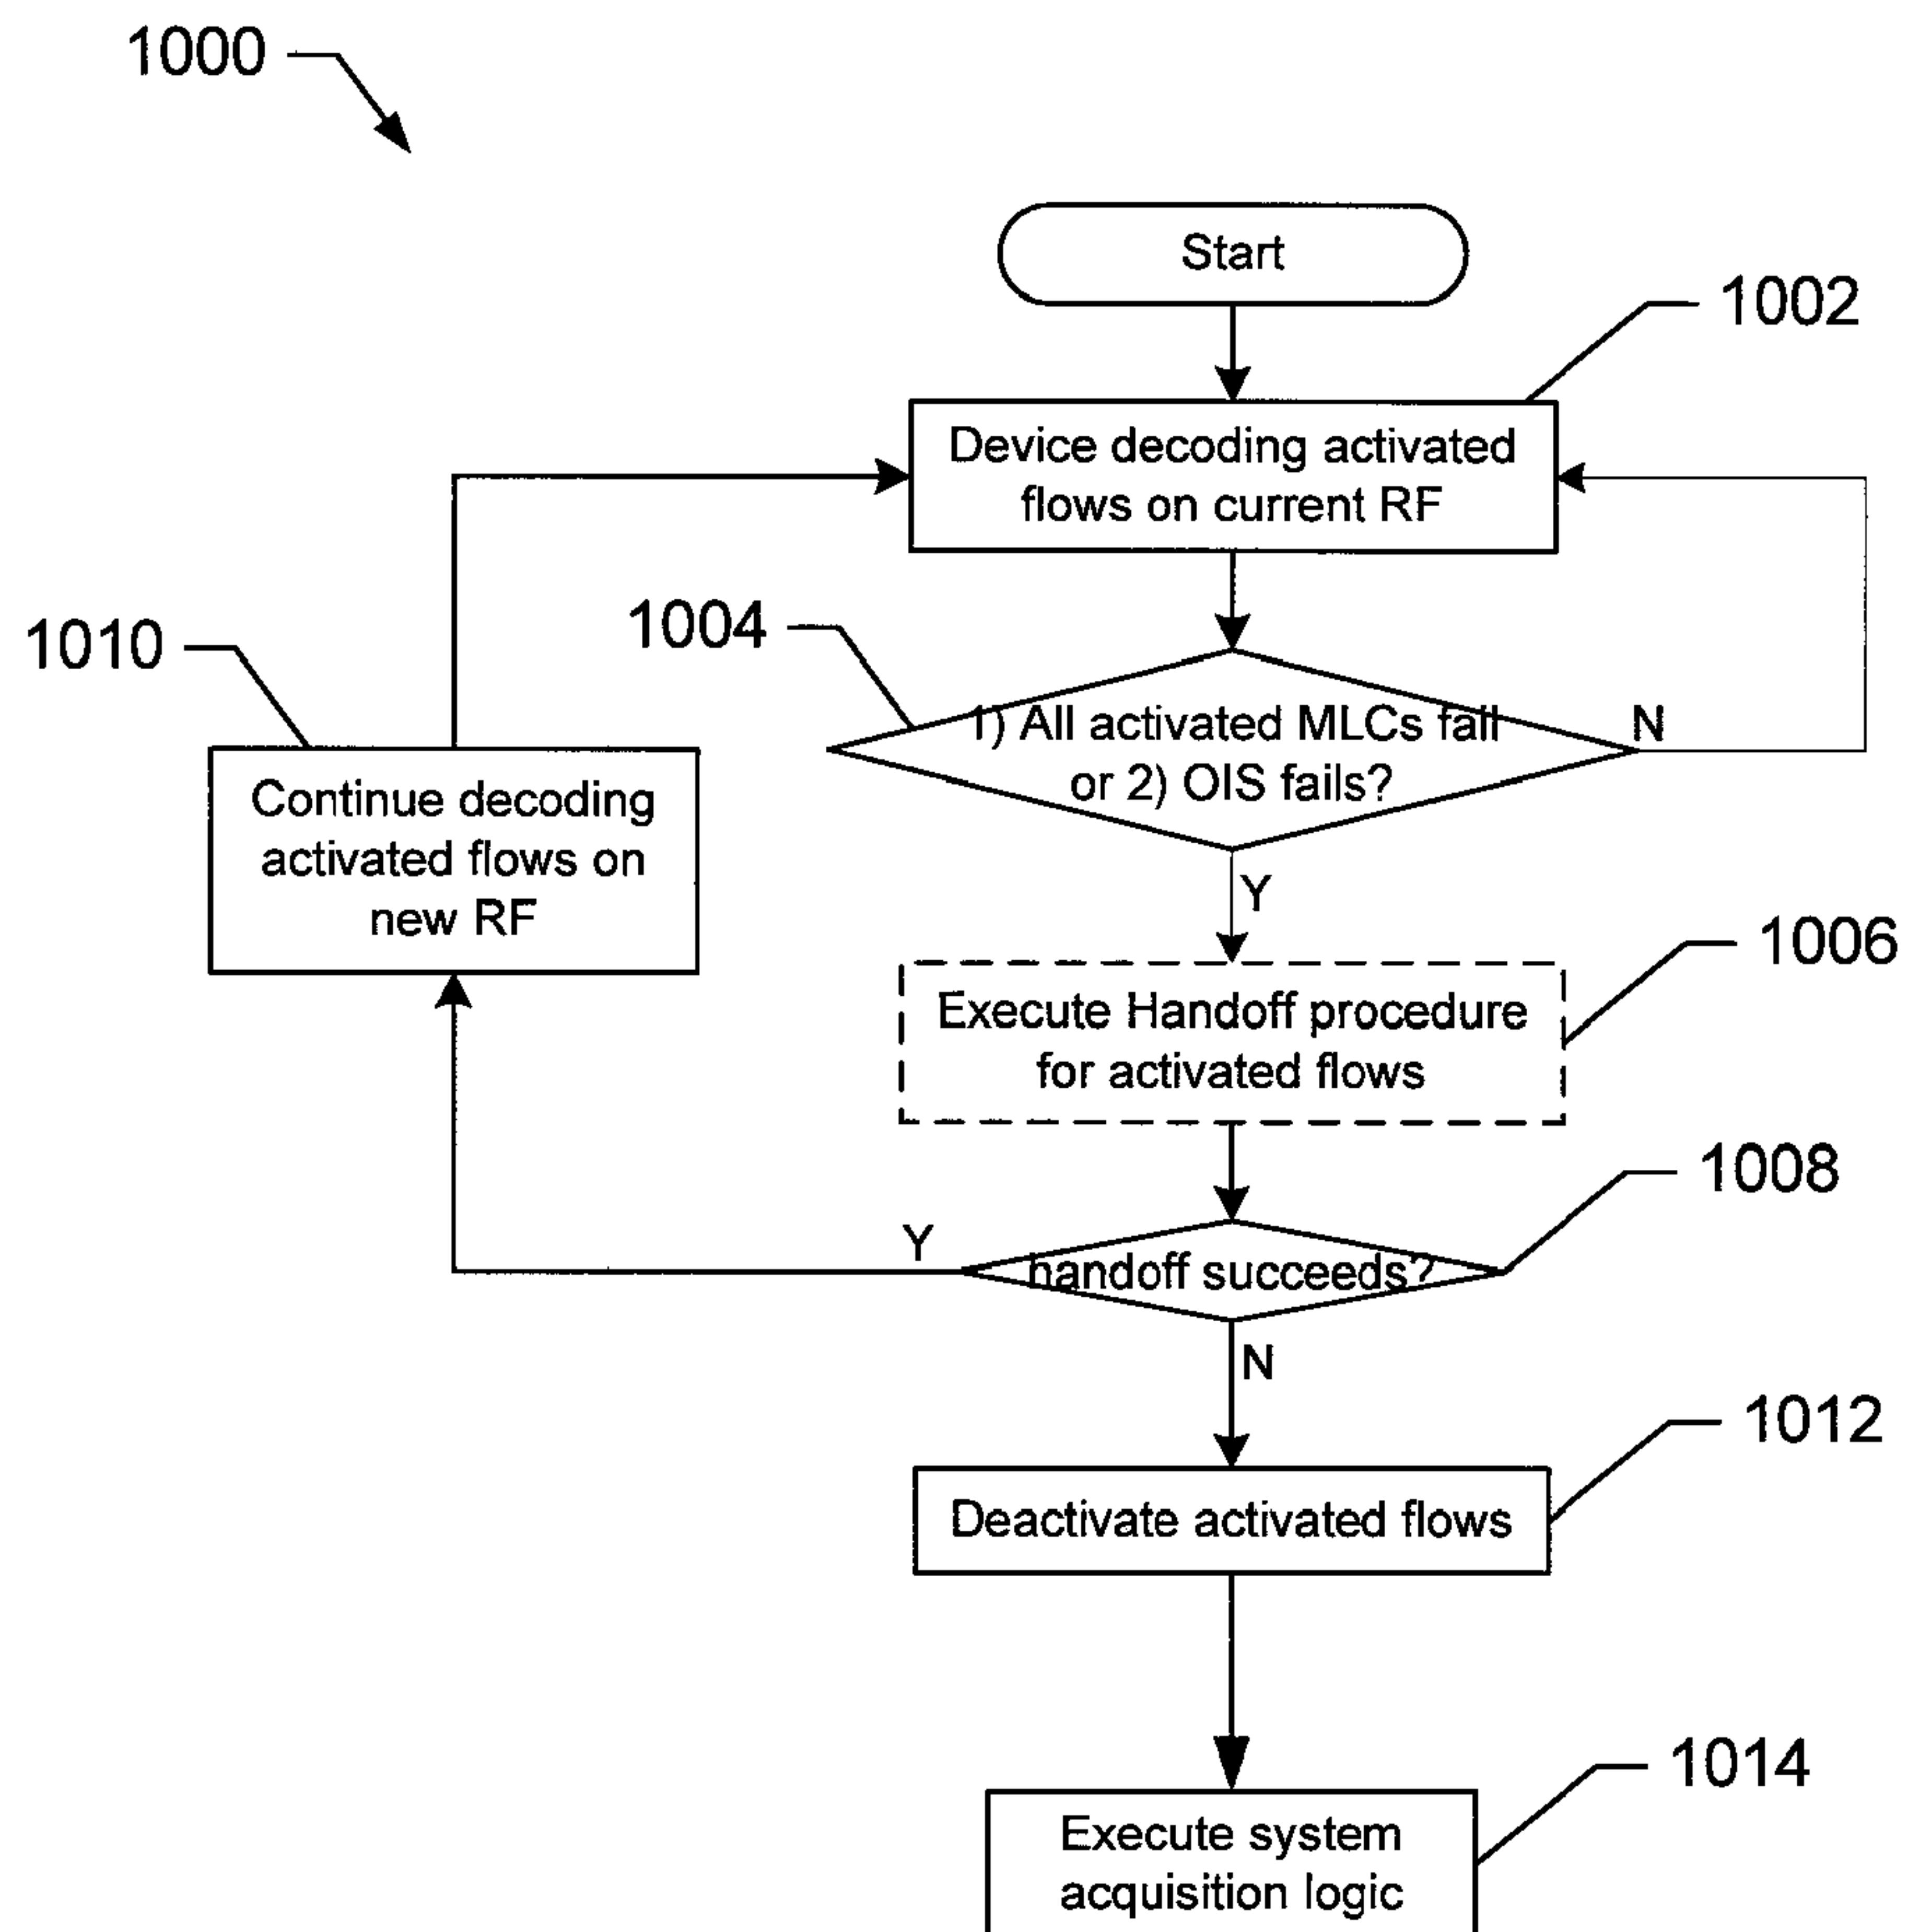 1000
Start
1002
Device decoding activated
flows on current RF
1004
1010
1) All activated MLCs fail
or 2) OIS fails?
N
Continue decoding
activated flows on
new RF
Y
1006
Execute Handoff procedure
for activated flows
1008
Y
handoff succeeds?
N
1012
Deactivate activated flows
1014
Execute system
acquisition logic